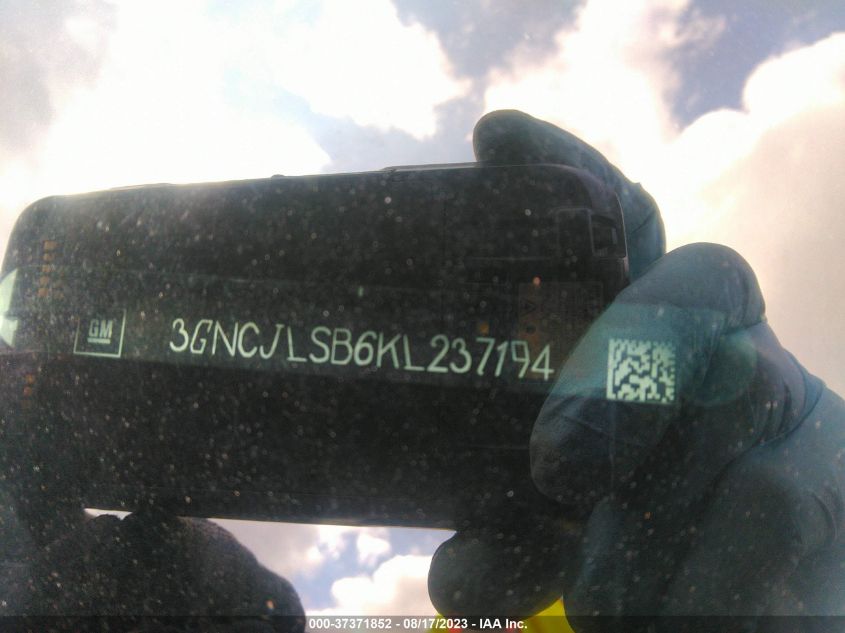 GM 3GNCJLSB6KL237194
000-37371852 - 08/17/2023 - IAA Inc.